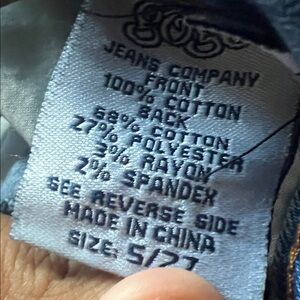 JEANS COMPANY
FRONT
100% COTTON
BACK
68% COTTON
27% POLYESTER
3% RAYON
2% SPANDEX
SEE REVERSE SIDE
MADE IN CHINA
SIZE: 5/27